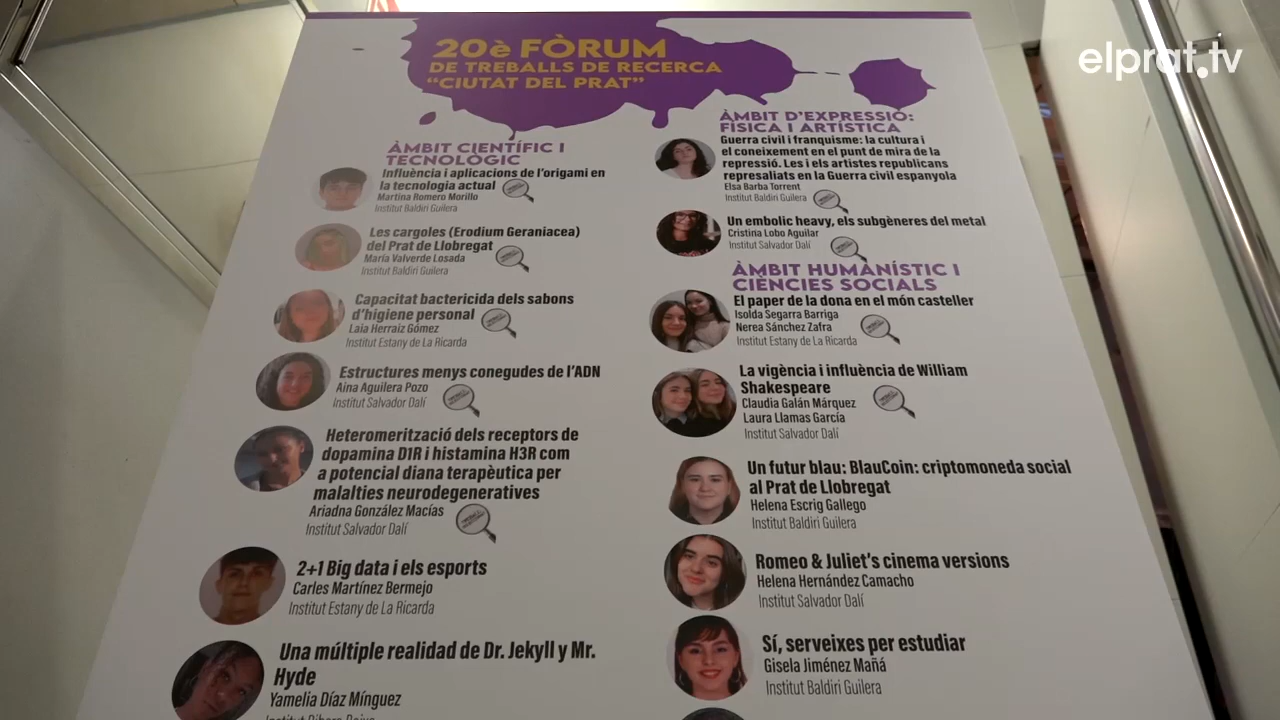 elprat.tv
20è FÒRUM
DE TREBALLS DE RECERCA
“CIUTAT DEL PRAT”
ÀMBIT CIENTÍFIC I
TECNOLÒGIC
Influència i aplicacions de l’origami en
la tecnologia actual
Martina Romero Morillo
Institut Baldiri Guilera
Les cargoles (Erodium Geraniacea)
del Prat de Llobregat
María Valverde Losada
Institut Baldiri Guilera
Capacitat bactericida dels sabons
d’higiene personal
Laia Herraiz Gómez
Institut Estany de La Ricarda
Estructures menys conegudes de l’ADN
Aina Aguilera Pozo
Institut Salvador Dalí
Heteromerització dels receptors de
dopamina D1R i histamina H3R com
a potencial diana terapèutica per
malalties neurodegeneratives
Ariadna González Macías
Institut Salvador Dalí
2+1 Big data i els esports
Carles Martínez Bermejo
Institut Estany de La Ricarda
Una múltiple realidad de Dr. Jekyll y Mr.
Hyde
Yamelia Díaz Mínguez
ÀMBIT D’EXPRESSIÓ:
FÍSICA I ARTÍSTICA
Guerra civil i franquisme: la cultura i
el coneixement en el punt de mira de la
repressió. Les i els artistes republicans
represaliats en la Guerra civil espanyola
Elsa Barba Torrent
Institut Baldiri Guilera
Un embolic heavy, els subgèneres del metal
Cristina Lobo Aguilar
Institut Salvador Dalí
ÀMBIT HUMANÍSTIC I
CIÈNCIES SOCIALS
El paper de la dona en el món casteller
Isolda Segarra Barriga
Nerea Sánchez Zafra
Institut Estany de La Ricarda
La vigència i influència de William
Shakespeare
Claudia Galán Márquez
Laura Llamas García
Institut Salvador Dalí
Un futur blau: BlauCoin: criptomoneda social
al Prat de Llobregat
Helena Escrig Gallego
Institut Baldiri Guilera
Romeo & Juliet’s cinema versions
Helena Hernández Camacho
Institut Salvador Dalí
Sí, serveixes per estudiar
Gisela Jiménez Mañá
Institut Baldiri Guilera